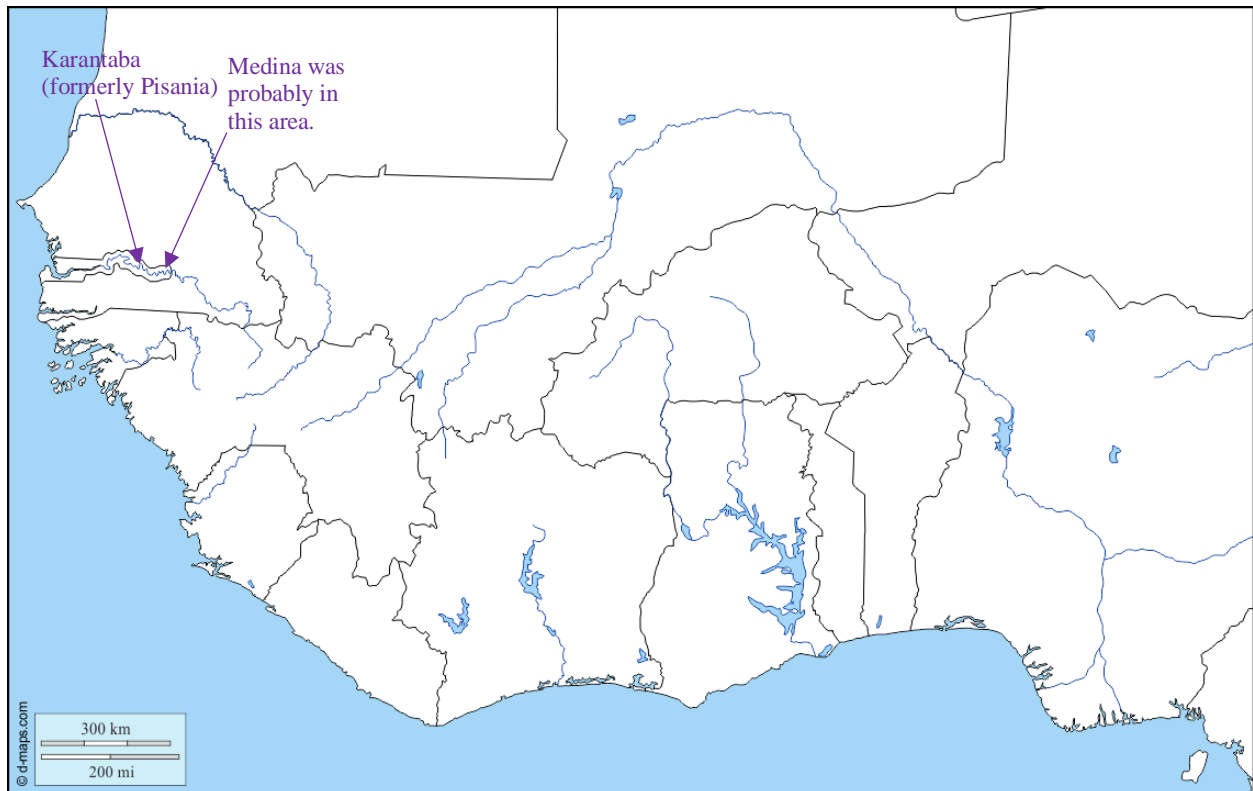 Karantaba
(formerly Pisania)
Medina was
probably in
this area.
© d-maps.com
300 km
200 mi